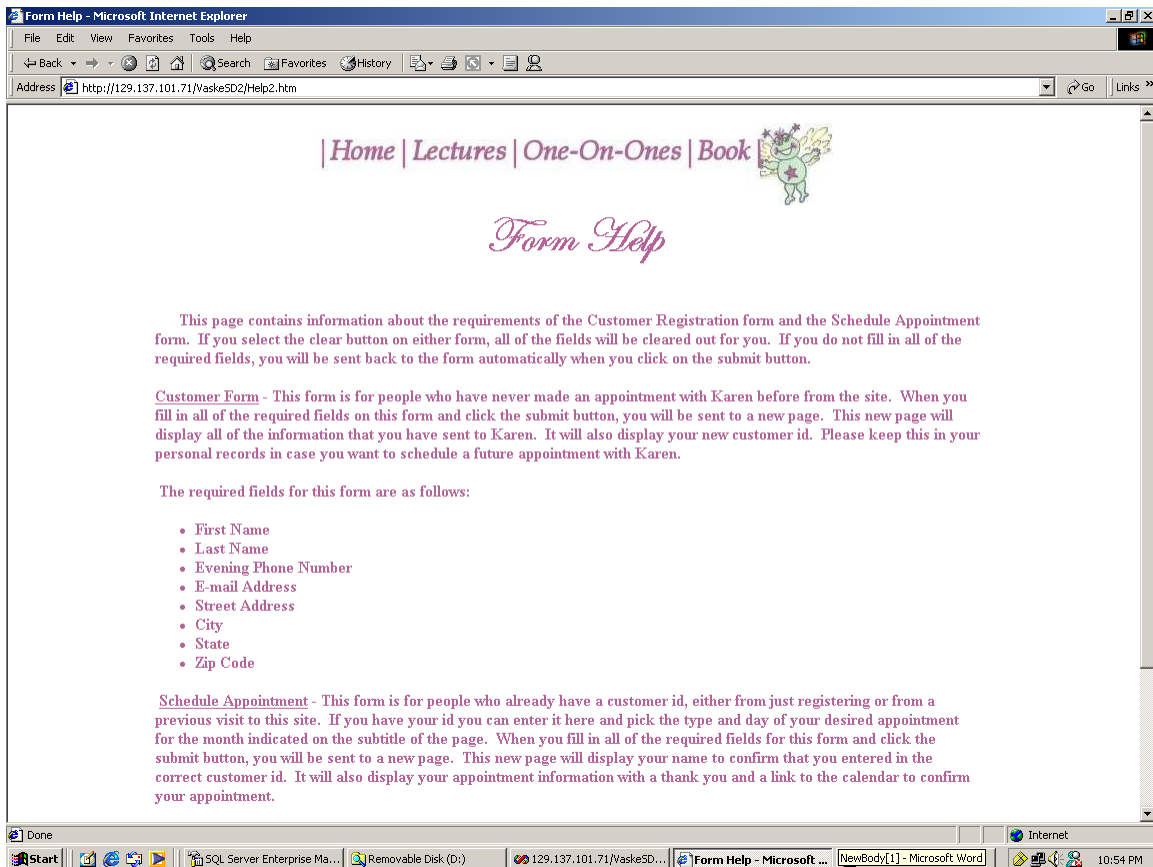 Form Help - Microsoft Internet Explorer
File Edit View Favorites Tools Help
Back Search Favorites History
Address http://129.137.101.71/VaskeSD2/Help2.htm Go Links »
| Home | Lectures | One-On-Ones | Book |
Form Help
This page contains information about the requirements of the Customer Registration form and the Schedule Appointment
form. If you select the clear button on either form, all of the fields will be cleared out for you. If you do not fill in all of the
required fields, you will be sent back to the form automatically when you click on the submit button.
Customer Form - This form is for people who have never made an appointment with Karen before from the site. When you
fill in all of the required fields on this form and click the submit button, you will be sent to a new page. This new page will
display all of the information that you have sent to Karen. It will also display your new customer id. Please keep this in your
personal records in case you want to schedule a future appointment with Karen.
The required fields for this form are as follows:
• First Name
• Last Name
• Evening Phone Number
• E-mail Address
• Street Address
• City
• State
• Zip Code
Schedule Appointment - This form is for people who already have a customer id, either from just registering or from a
previous visit to this site. If you have your id you can enter it here and pick the type and day of your desired appointment
for the month indicated on the subtitle of the page. When you fill in all of the required fields for this form and click the
submit button, you will be sent to a new page. This new page will display your name to confirm that you entered in the
correct customer id. It will also display your appointment information with a thank you and a link to the calendar to confirm
your appointment.
Done Internet
Start SQL Server Enterprise Ma... Removable Disk (D:) 129.137.101.71/VaskeSD... Form Help - Microsoft ... NewBody[1] - Microsoft Word 10:54 PM